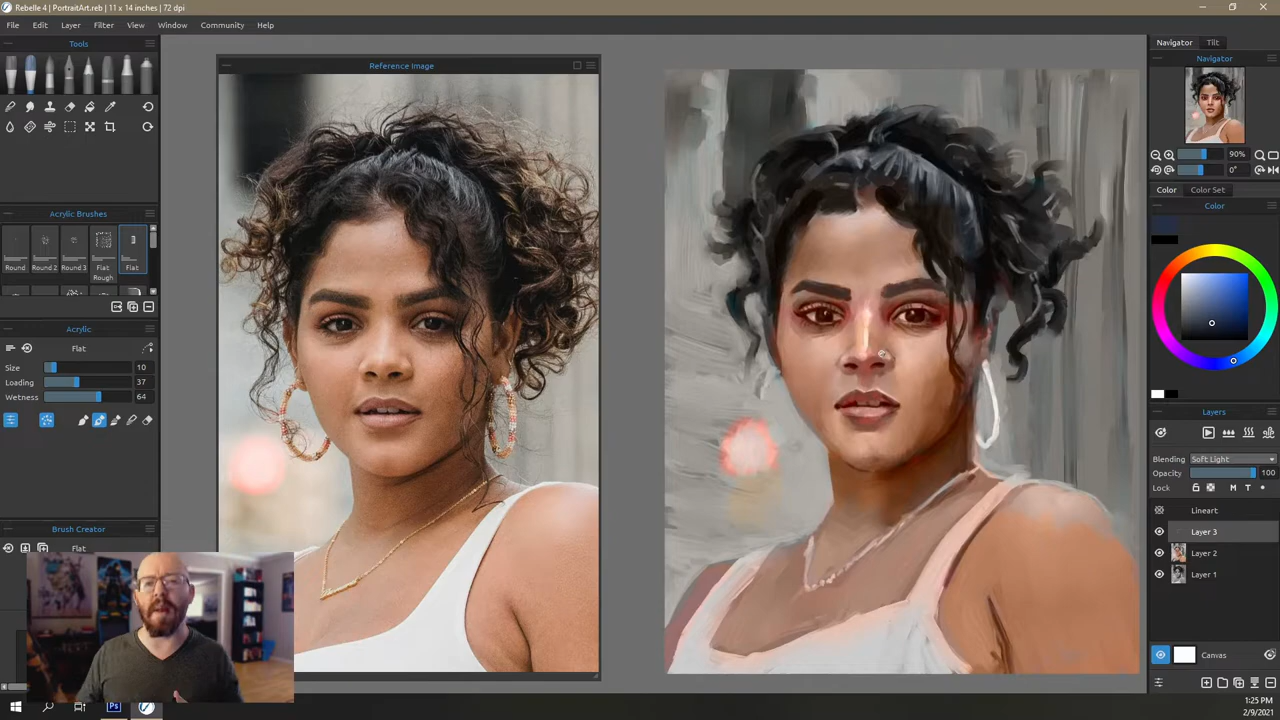 Rebelle 4 | PortraitArt.reb | 11 x 14 inches | 72 dpi
File Edit Layer Filter View Window Community Help
Tools
Acrylic Brushes
Round Round 2 Round 3 Flat Rough Flat
Acrylic
Flat
Size 10
Loading 37
Wetness 64
Brush Creator
Flat
Reference Image
Navigator Tilt
Navigator
90%
0°
Color Color Set
Color
Layers
Blending Soft Light
Opacity 100
Lock M T
Lineart
Layer 3
Layer 2
Layer 1
Canvas
Ps
1:25 PM
2/9/2021